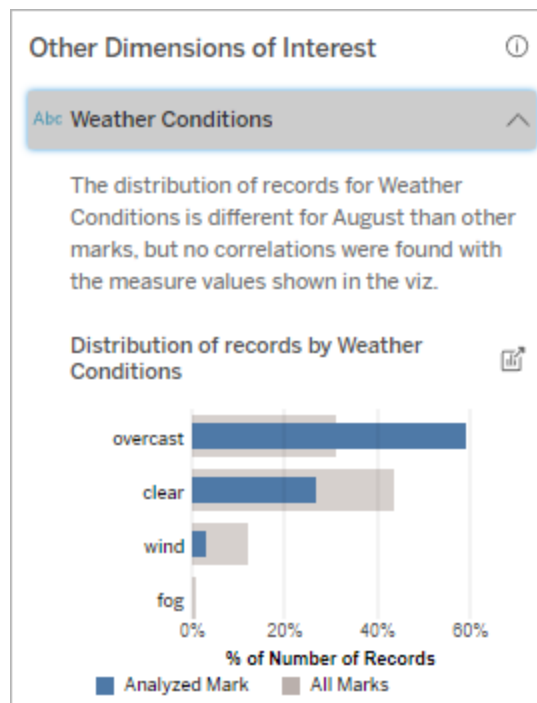 Other Dimensions of Interest
Abc Weather Conditions
The distribution of records for Weather
Conditions is different for August than other
marks, but no correlations were found with
the measure values shown in the viz.
Distribution of records by Weather
Conditions
overcast
clear
wind
fog
0% 20% 40% 60%
% of Number of Records
Analyzed Mark All Marks